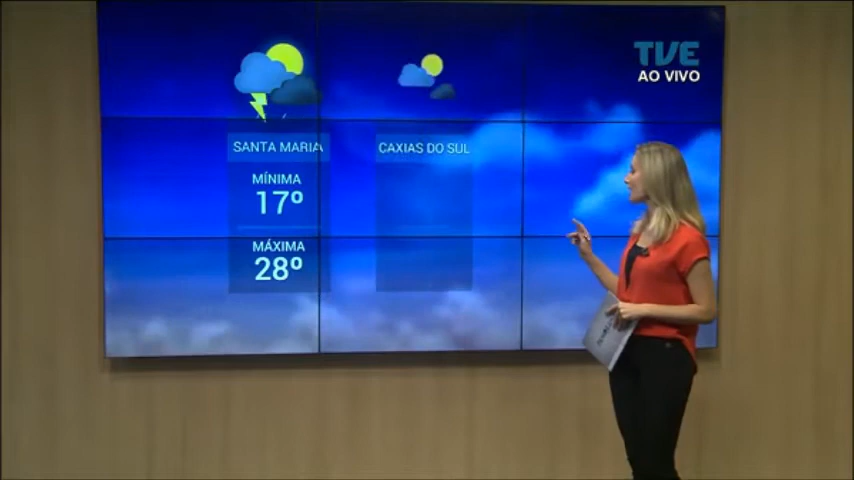 TVE
AO VIVO
SANTA MARIA
MÍNIMA
17º
MÁXIMA
28º
CAXIAS DO SUL